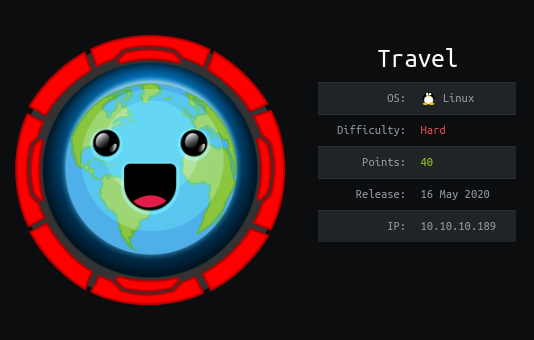 Travel
OS: Linux
Difficulty: Hard
Points: 40
Release: 16 May 2020
IP: 10.10.10.189